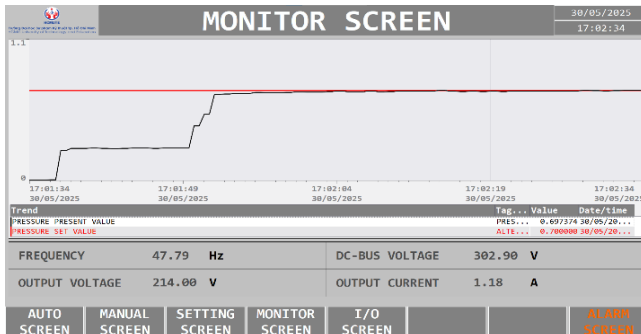 MONITOR SCREEN
30/05/2025
17:02:34
1.1
0
17:01:34 17:01:49 17:02:04 17:02:19 17:02:34
30/05/2025 30/05/2025 30/05/2025 30/05/2025 30/05/2025
Trend Tag... Value Date/time
PRESSURE PRESENT VALUE PRES... 0.697374 30/05/20...
PRESSURE SET VALUE ALTE... 0.700000 30/05/20...
FREQUENCY 47.79 Hz DC-BUS VOLTAGE 302.90 V
OUTPUT VOLTAGE 214.00 V OUTPUT CURRENT 1.18 A
AUTO MANUAL SETTING MONITOR I/O ALARM
SCREEN SCREEN SCREEN SCREEN SCREEN SCREEN